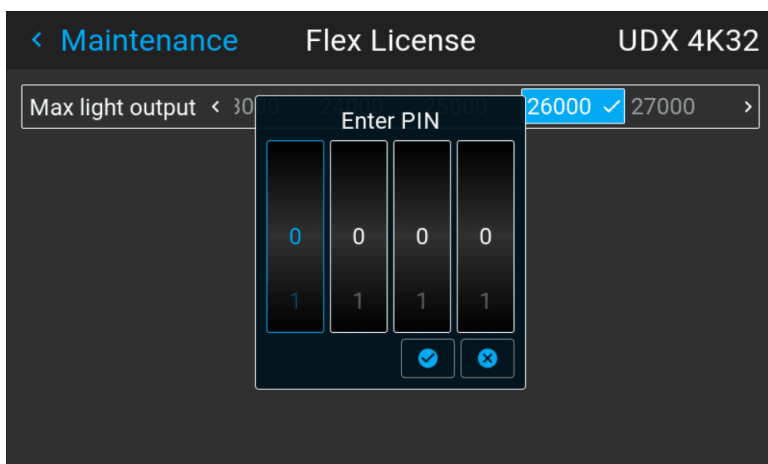 < Maintenance Flex License UDX 4K32
Max light output < 3000 24000 25000 26000 ✓ 27000 >
Enter PIN
0 0 0 0
1 1 1 1